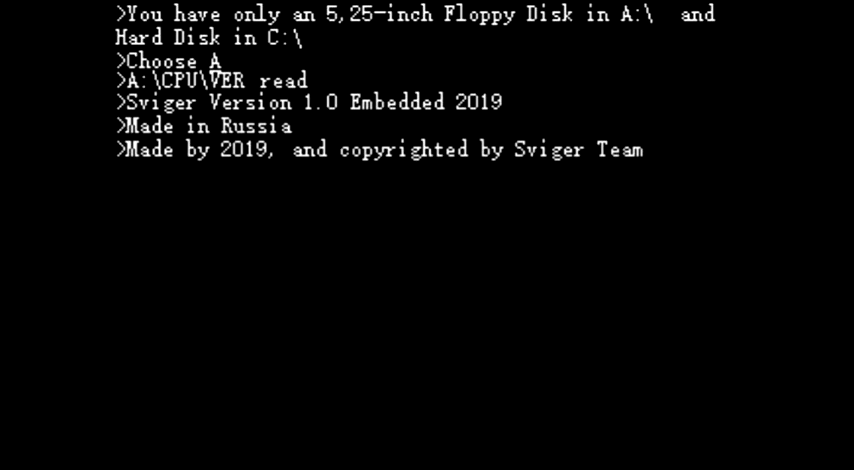 >You have only an 5,25-inch Floppy Disk in A:\ and
Hard Disk in C:\
>Choose A
>A:\CPU\VER read
>Sviger Version 1.0 Embedded 2019
>Made in Russia
>Made by 2019, and copyrighted by Sviger Team